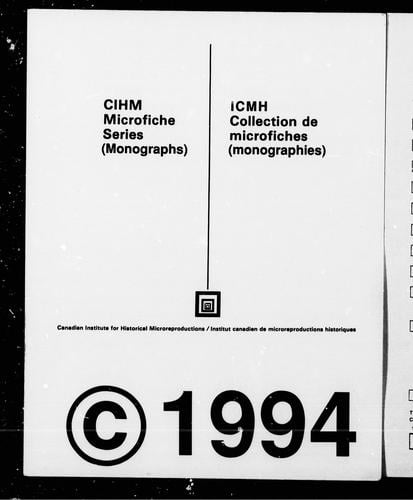 CIHM
Microfiche
Series
(Monographs)
ICMH
Collection de
microfiches
(monographies)
Canadian Institute for Historical Microreproductions / Institut canadien de microreproductions historiques
© 1994